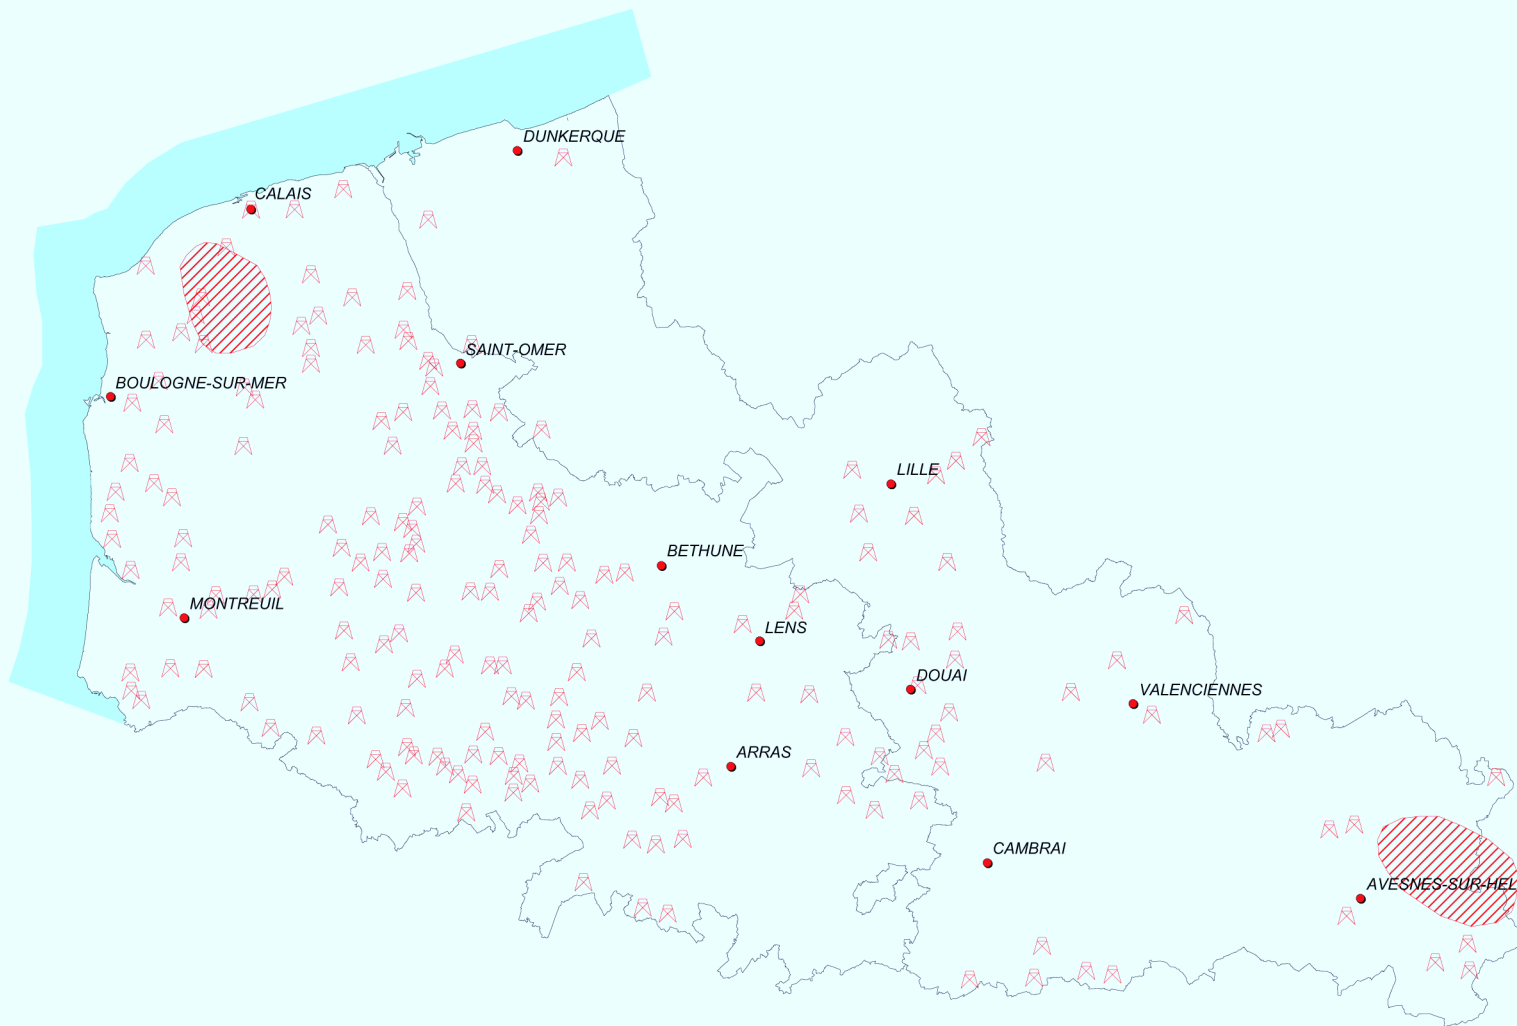 DUNKERQUE
CALAIS
SAINT-OMER
BOULOGNE-SUR-MER
LILLE
BETHUNE
MONTREUIL
LENS
DOUAI
VALENCIENNES
ARRAS
CAMBRAI
AVESNES-SUR-HEL